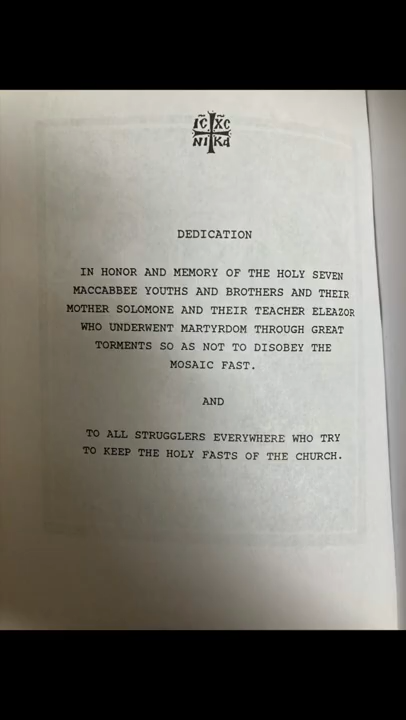 IC XC
NI KA
DEDICATION
IN HONOR AND MEMORY OF THE HOLY SEVEN
MACCABBEE YOUTHS AND BROTHERS AND THEIR
MOTHER SOLOMONE AND THEIR TEACHER ELEAZOR
WHO UNDERWENT MARTYRDOM THROUGH GREAT
TORMENTS SO AS NOT TO DISOBEY THE
MOSAIC FAST.
AND
TO ALL STRUGGLERS EVERYWHERE WHO TRY
TO KEEP THE HOLY FASTS OF THE CHURCH.